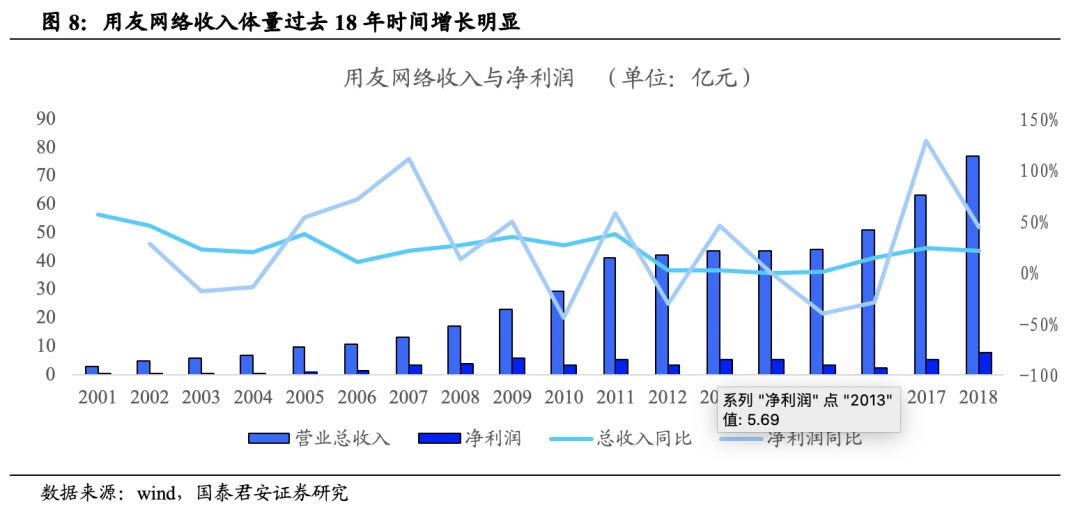 图 8：用友网络收入体量过去 18 年时间增长明显
用友网络收入与净利润 （单位：亿元）
90
80
70
60
50
40
30
20
10
0
150%
100%
50%
0%
-50%
-100
2001 2002 2003 2004 2005 2006 2007 2008 2009 2010 2011 2012 2017 2018
系列 "净利润" 点 "2013"
值: 5.69
营业总收入 净利润 总收入同比 净利润同比
数据来源：wind，国泰君安证券研究